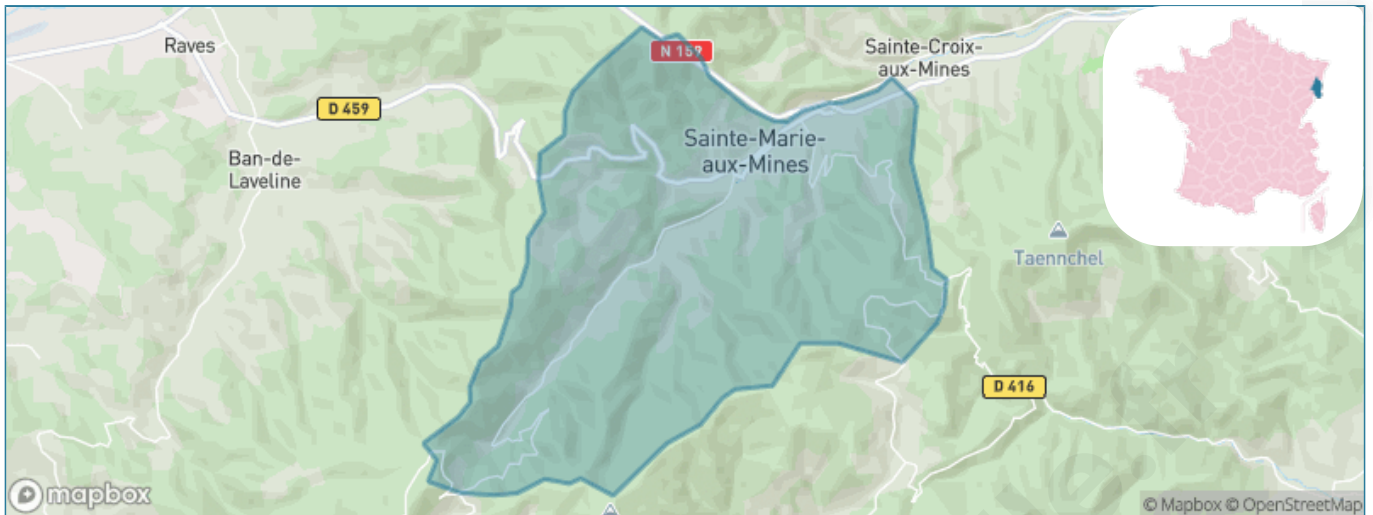 Raves
N 159
Sainte-Croix-
aux-Mines
D 459
Sainte-Marie-
aux-Mines
Ban-de-
Laveline
Taennchel
D 416
mapbox
© Mapbox © OpenStreetMap